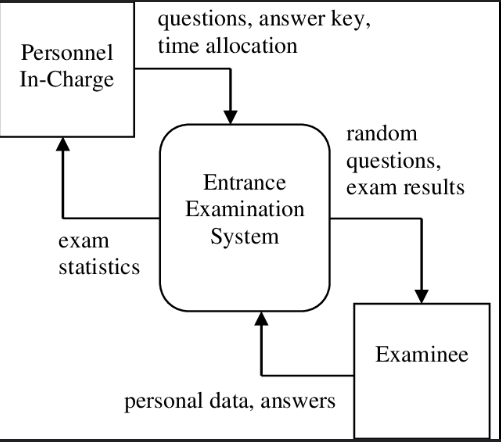 questions, answer key,
time allocation
Personnel
In-Charge
random
questions,
exam results
Entrance
Examination
System
exam
statistics
Examinee
personal data, answers